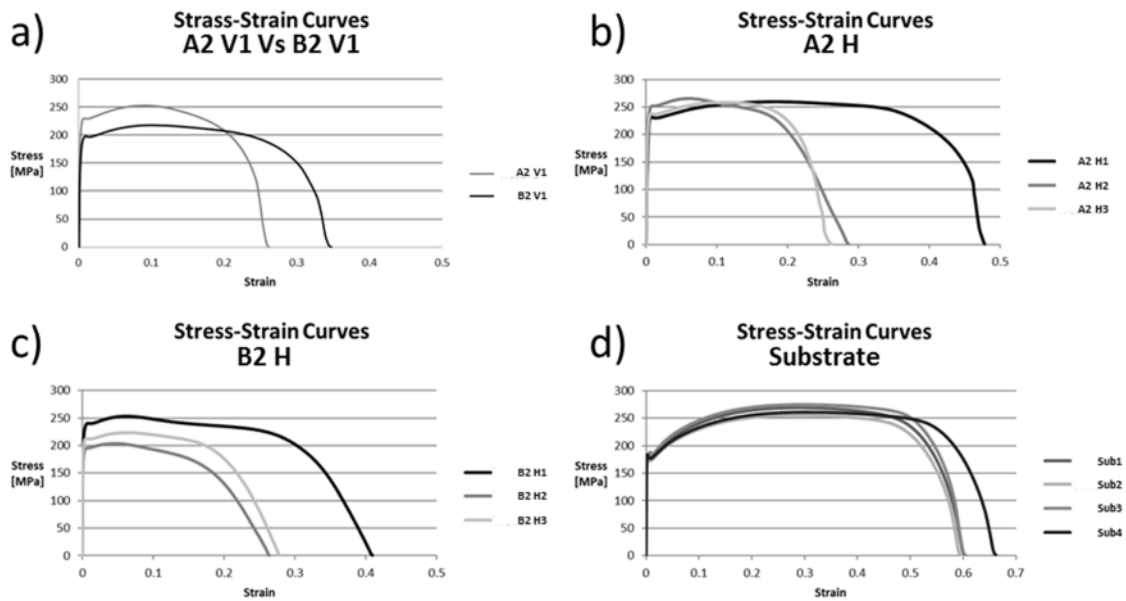 a)
Strass-Strain Curves
A2 V1 Vs B2 V1
300
250
200
150
100
50
0
Stress
[MPa]
0
0.1
0.2
0.3
0.4
0.5
Strain
A2 V1
B2 V1
b)
Stress-Strain Curves
A2 H
300
250
200
150
100
50
0
Stress
[MPa]
0
0.1
0.2
0.3
0.4
0.5
Strain
A2 H1
A2 H2
A2 H3
c)
Stress-Strain Curves
B2 H
300
250
200
150
100
50
0
Stress
[MPa]
0
0.1
0.2
0.3
0.4
0.5
Strain
B2 H1
B2 H2
B2 H3
d)
Stress-Strain Curves
Substrate
300
250
200
150
100
50
0
Stress
[MPa]
0
0.1
0.2
0.3
0.4
0.5
0.6
0.7
Strain
Sub1
Sub2
Sub3
Sub4